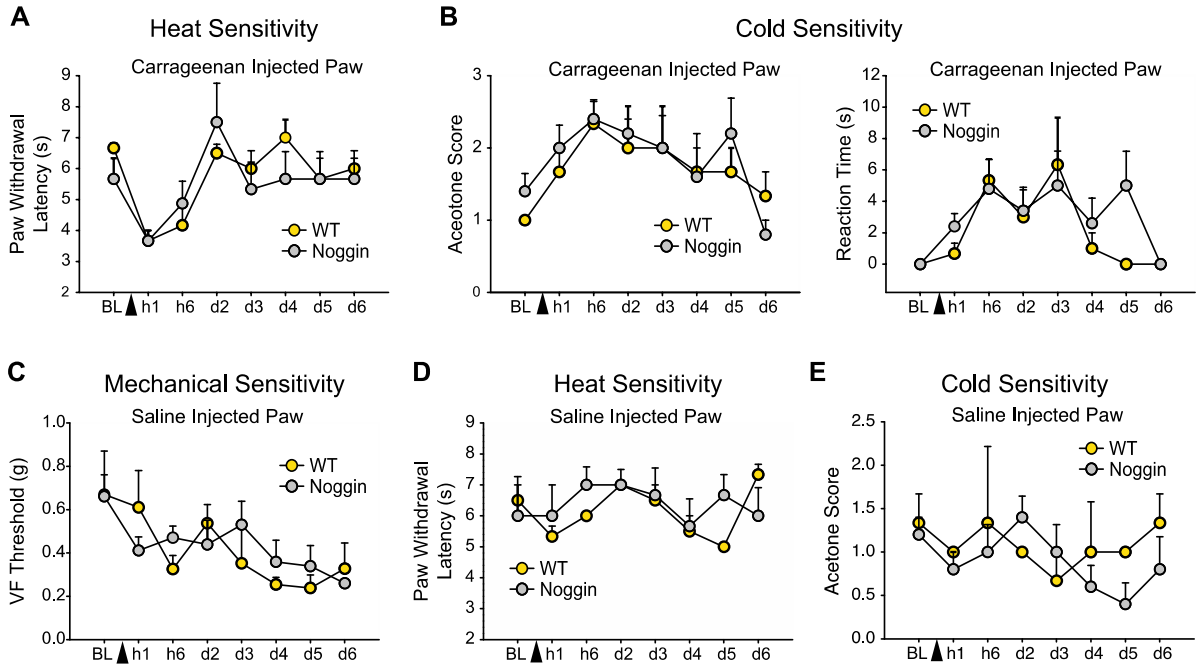 A
Heat Sensitivity
Carrageenan Injected Paw
Paw Withdrawal
Latency (s)
9
8
7
6
5
4
3
2
WT
Noggin
BL h1 h6 d2 d3 d4 d5 d6
B
Cold Sensitivity
Carrageenan Injected Paw
Aceotone Score
3
2
1
0
WT
Noggin
BL h1 h6 d2 d3 d4 d5 d6
Carrageenan Injected Paw
Reaction Time (s)
12
10
8
6
4
2
0
WT
Noggin
BL h1 h6 d2 d3 d4 d5 d6
C
Mechanical Sensitivity
Saline Injected Paw
VF Threshold (g)
1.0
0.8
0.6
0.4
0.2
0.0
WT
Noggin
BL h1 h6 d2 d3 d4 d5 d6
D
Heat Sensitivity
Saline Injected Paw
Paw Withdrawal
Latency (s)
9
8
7
6
5
4
3
2
WT
Noggin
BL h1 h6 d2 d3 d4 d5 d6
E
Cold Sensitivity
Saline Injected Paw
Acetone Score
2.5
2.0
1.5
1.0
0.5
0.0
WT
Noggin
BL h1 h6 d2 d3 d4 d5 d6